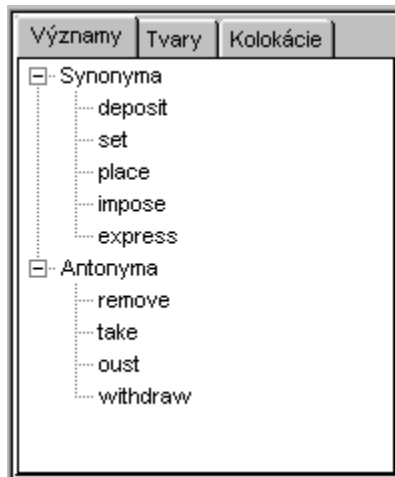 Významy Tvary Kolokácie
Synonyma
deposit
set
place
impose
express
Antonyma
remove
take
oust
withdraw